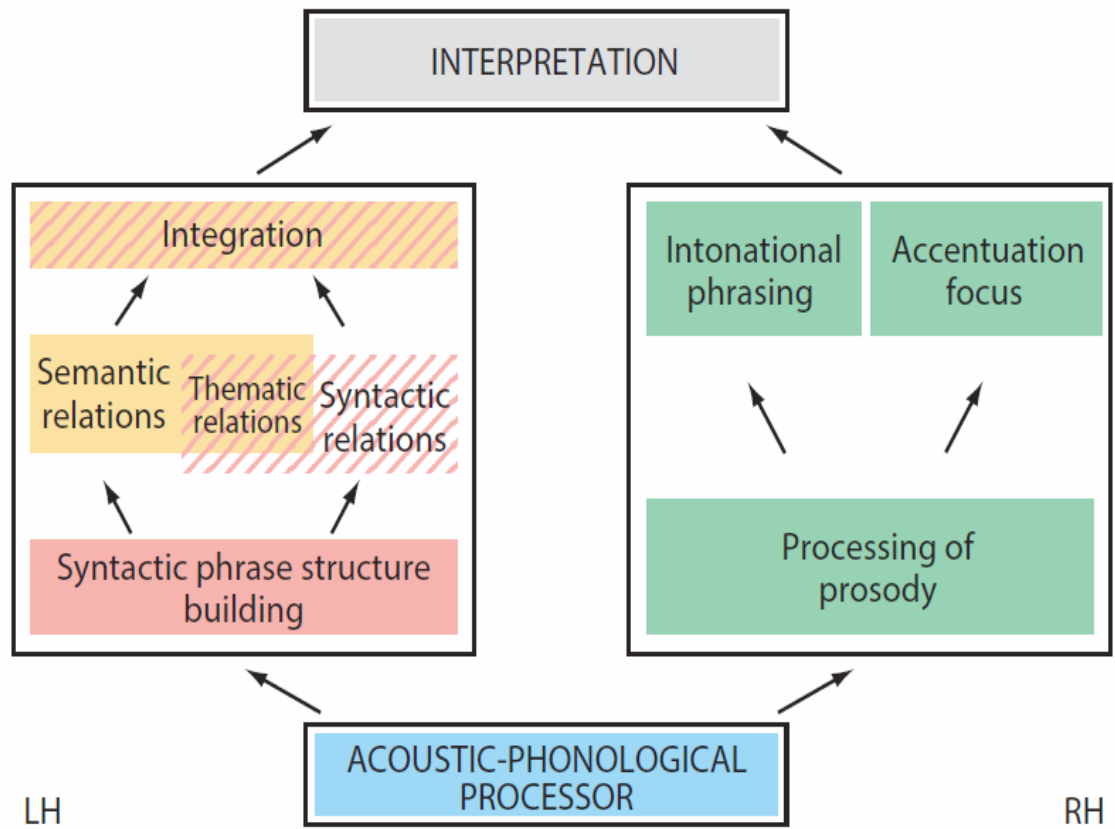 INTERPRETATION
Integration
Semantic
relations
Thematic
relations
Syntactic
relations
Syntactic phrase structure
building
Intonational
phrasing
Accentuation
focus
Processing of
prosody
ACOUSTIC-PHONOLOGICAL
PROCESSOR
LH
RH